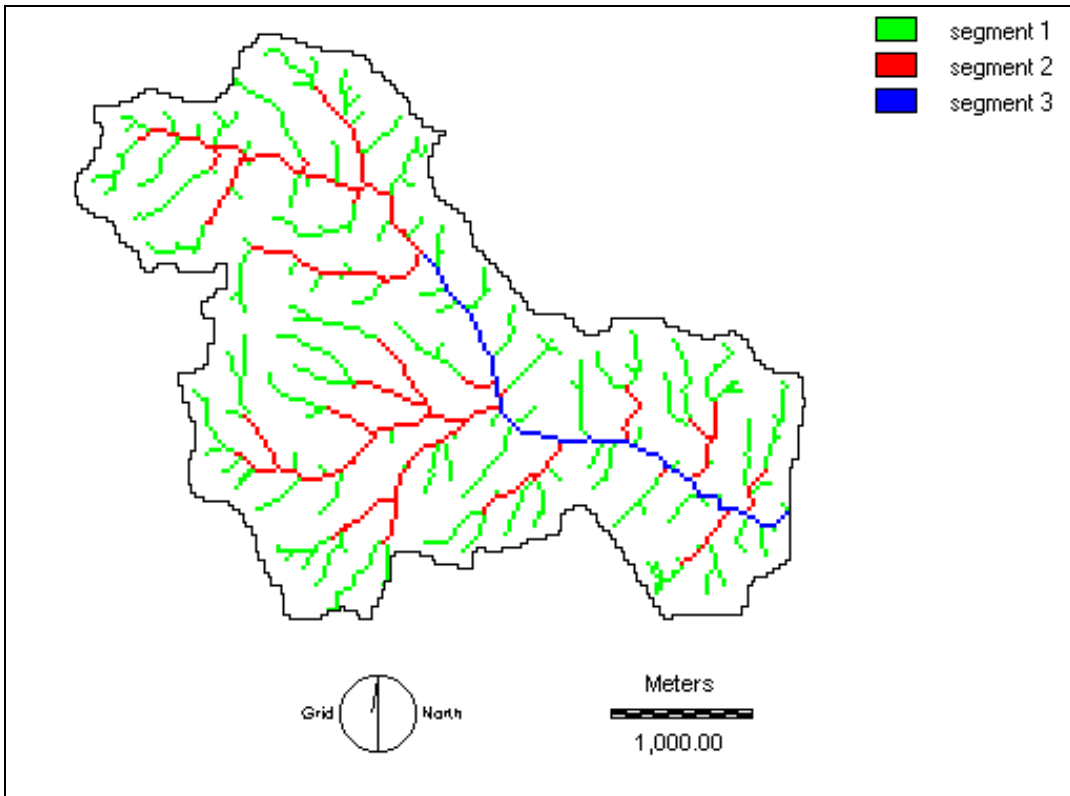 segment 1
segment 2
segment 3
Meters
Grid North
1,000.00